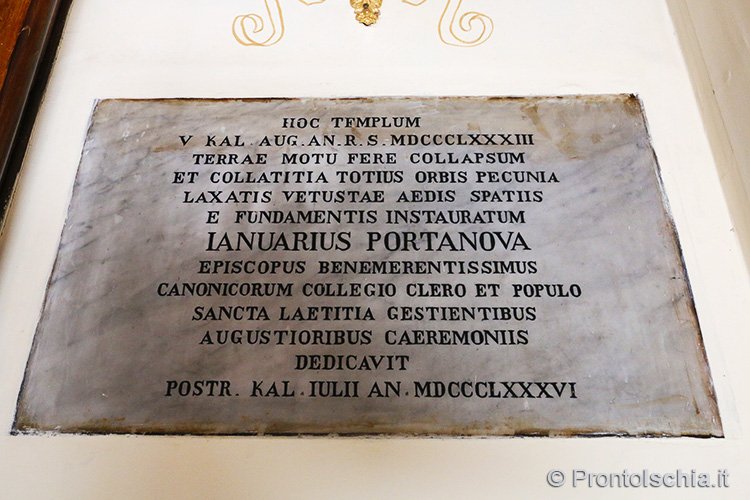 HOC TEMPLUM
V KAL. AUG. AN. R. S. MDCCCLXXXIII
TERRAE MOTU FERE COLLAPSUM
ET COLLATITIA TOTIUS ORBIS PECUNIA
LAXATIS VETUSTAE AEDIS SPATIIS
E FUNDAMENTIS INSTAURATUM
IANUARIUS PORTANOVA
EPISCOPUS BENEMERENTISSIMUS
CANONICORUM COLLEGIO CLERO ET POPULO
SANCTA LAETITIA GESTIENTIBUS
AUGUSTIORIBUS CAEREMONIIS
DEDICAVIT
POSTR. KAL. IULII AN. MDCCCLXXXVI
© ProntoIschia.it